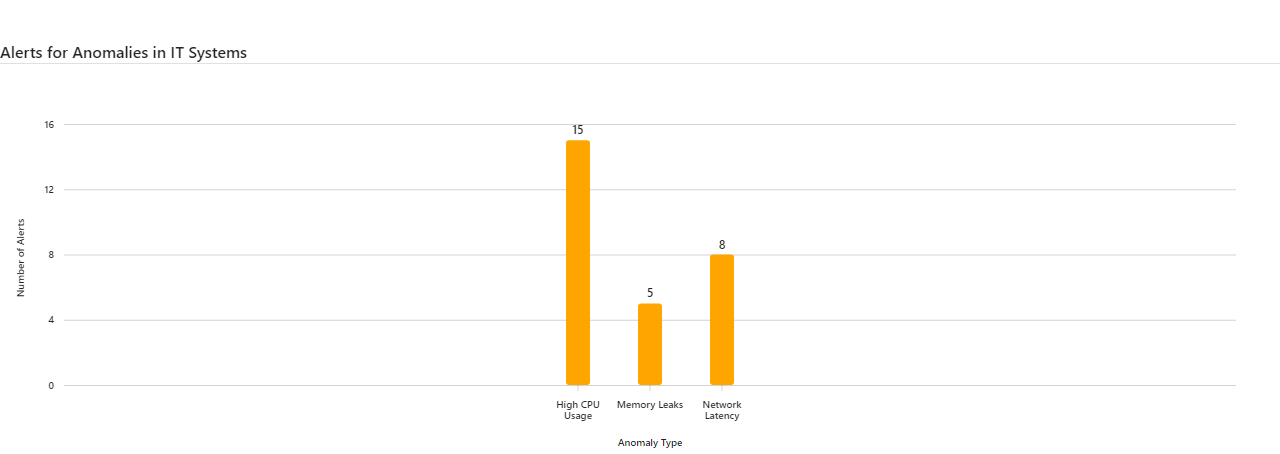 Alerts for Anomalies in IT Systems
16
15
12
Number of Alerts
8
8
5
4
0
High CPU
Usage
Memory Leaks
Network
Latency
Anomaly Type